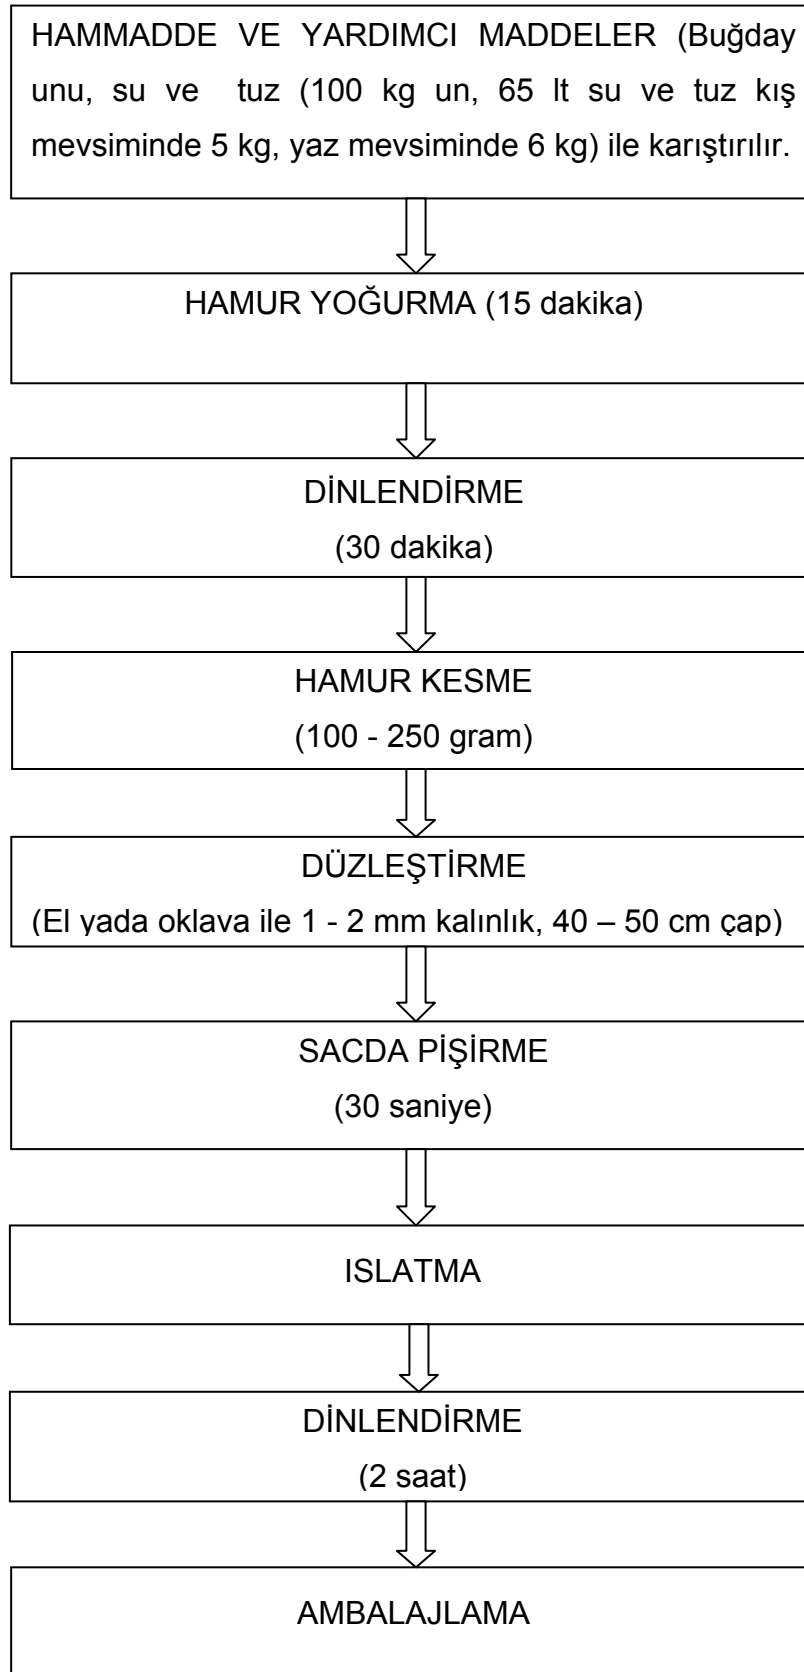 HAMMADDE VE YARDIMCI MADDELER (Buğday
unu, su ve tuz (100 kg un, 65 lt su ve tuz kış
mevsiminde 5 kg, yaz mevsiminde 6 kg) ile karıştırılır.
HAMUR YOĞURMA (15 dakika)
DİNLENDİRME
(30 dakika)
HAMUR KESME
(100 - 250 gram)
DÜZLEŞTİRME
(El yada oklava ile 1 - 2 mm kalınlık, 40 – 50 cm çap)
SACDA PİŞİRME
(30 saniye)
ISLATMA
DİNLENDİRME
(2 saat)
AMBALAJLAMA